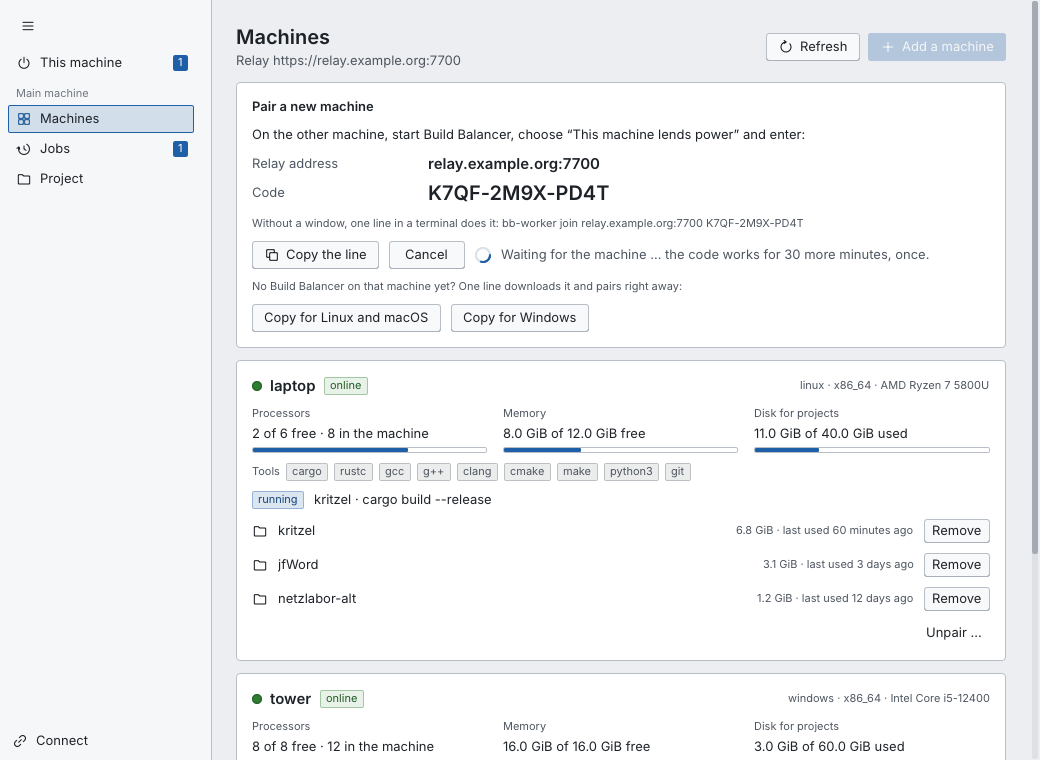 This machine 1
Main machine
Machines
Jobs 1
Project
Connect
Machines
Relay https://relay.example.org:7700
Refresh
Add a machine
Pair a new machine
On the other machine, start Build Balancer, choose “This machine lends power” and enter:
Relay address relay.example.org:7700
Code K7QF-2M9X-PD4T
Without a window, one line in a terminal does it: bb-worker join relay.example.org:7700 K7QF-2M9X-PD4T
Copy the line Cancel Waiting for the machine ... the code works for 30 more minutes, once.
No Build Balancer on that machine yet? One line downloads it and pairs right away:
Copy for Linux and macOS Copy for Windows
laptop online linux · x86_64 · AMD Ryzen 7 5800U
Processors Memory Disk for projects
2 of 6 free · 8 in the machine 8.0 GiB of 12.0 GiB free 11.0 GiB of 40.0 GiB used
Tools cargo rustc gcc g++ clang cmake make python3 git
running kritzel · cargo build --release
kritzel 6.8 GiB · last used 60 minutes ago Remove
jfWord 3.1 GiB · last used 3 days ago Remove
netzlabor-alt 1.2 GiB · last used 12 days ago Remove
Unpair ...
tower online windows · x86_64 · Intel Core i5-12400
Processors Memory Disk for projects
8 of 8 free · 12 in the machine 16.0 GiB of 16.0 GiB free 3.0 GiB of 60.0 GiB used